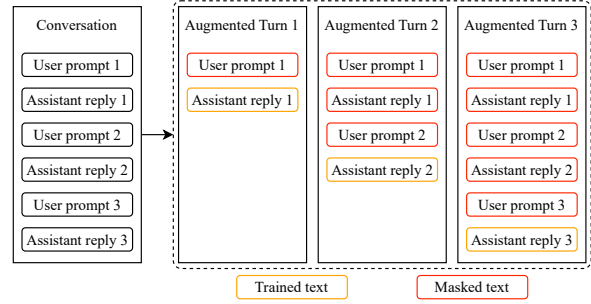 Conversation
User prompt 1
Assistant reply 1
User prompt 2
Assistant reply 2
User prompt 3
Assistant reply 3
Augmented Turn 1
User prompt 1
Assistant reply 1
Augmented Turn 2
User prompt 1
Assistant reply 1
User prompt 2
Assistant reply 2
Augmented Turn 3
User prompt 1
Assistant reply 1
User prompt 2
Assistant reply 2
User prompt 3
Assistant reply 3
Trained text
Masked text